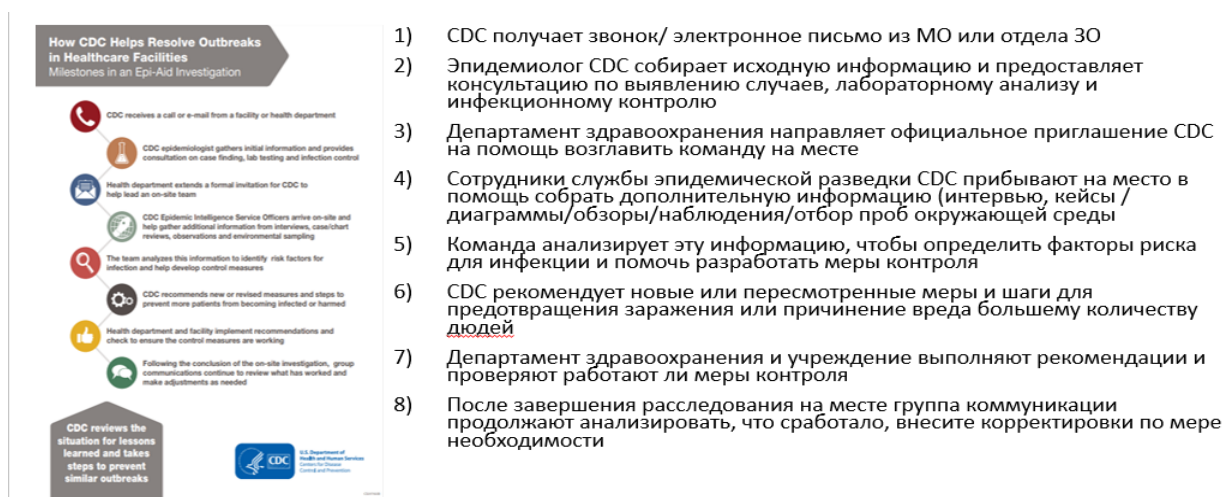 How CDC Helps Resolve Outbreaks
in Healthcare Facilities
Milestones in an Epi-Aid Investigation
CDC receives a call or e-mail from a facility or health department
CDC epidemiologist gathers initial information and provides
consultation on case finding, lab testing and infection control
Health department extends a formal invitation for CDC to
help lead an on-site team
CDC Epidemic Intelligence Service Officers arrive on-site and
help gather additional information from interviews, case/chart
reviews, observations and environmental sampling
The team analyzes this information to identify risk factors for
infection and help develop control measures
CDC recommends new or revised measures and steps to
prevent more patients from becoming infected or harmed
Health department and facility implement recommendations and
check to ensure the control measures are working
Following the conclusion of the on-site investigation, group
communications continue to review what has worked and
make adjustments as needed
CDC reviews the
situation for lessons
learned and takes
steps to prevent
similar outbreaks
CDC
U.S. Department of
Health and Human Services
Centers for Disease
Control and Prevention
1) CDC получает звонок/ электронное письмо из МО или отдела ЗО
2) Эпидемиолог CDC собирает исходную информацию и предоставляет
консультацию по выявлению случаев, лабораторному анализу и
инфекционному контролю
3) Департамент здравоохранения направляет официальное приглашение CDC
на помощь возглавить команду на месте
4) Сотрудники службы эпидемической разведки CDC прибывают на место в
помощь собрать дополнительную информацию (интервью, кейсы /
диаграммы/обзоры/наблюдения/отбор проб окружающей среды
5) Команда анализирует эту информацию, чтобы определить факторы риска
для инфекции и помочь разработать меры контроля
6) CDC рекомендует новые или пересмотренные меры и шаги для
предотвращения заражения или причинение вреда большему количеству
дюдей
7) Департамент здравоохранения и учреждение выполняют рекомендации и
проверяют работают ли меры контроля
8) После завершения расследования на месте группа коммуникации
продолжают анализировать, что сработало, внесите корректировки по мере
необходимости